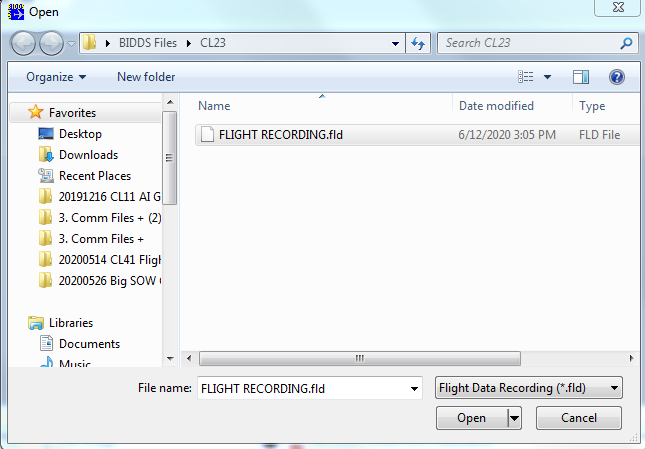 BIDDS
Open
BIDDS Files
CL23
Search CL23
Organize
New folder
Favorites
Desktop
Downloads
Recent Places
20191216 CL11 AI G
3. Comm Files + (2)
3. Comm Files +
20200514 CL41 Fligh
20200526 Big SOW
Libraries
Documents
Music
Name
Date modified
Type
FLIGHT RECORDING.fld
6/12/2020 3:05 PM
FLD File
File name:
FLIGHT RECORDING.fld
Flight Data Recording (*.fld)
Open
Cancel